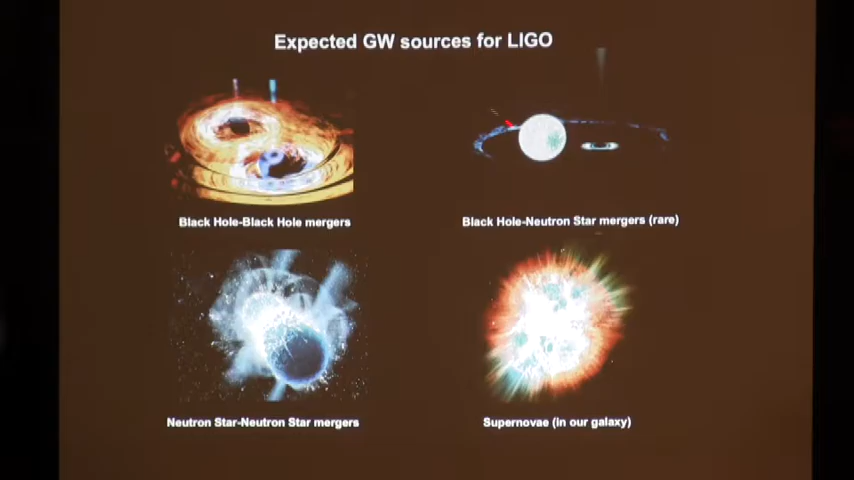 Expected GW sources for LIGO
Black Hole-Black Hole mergers
Black Hole-Neutron Star mergers (rare)
Neutron Star-Neutron Star mergers
Supernovae (in our galaxy)